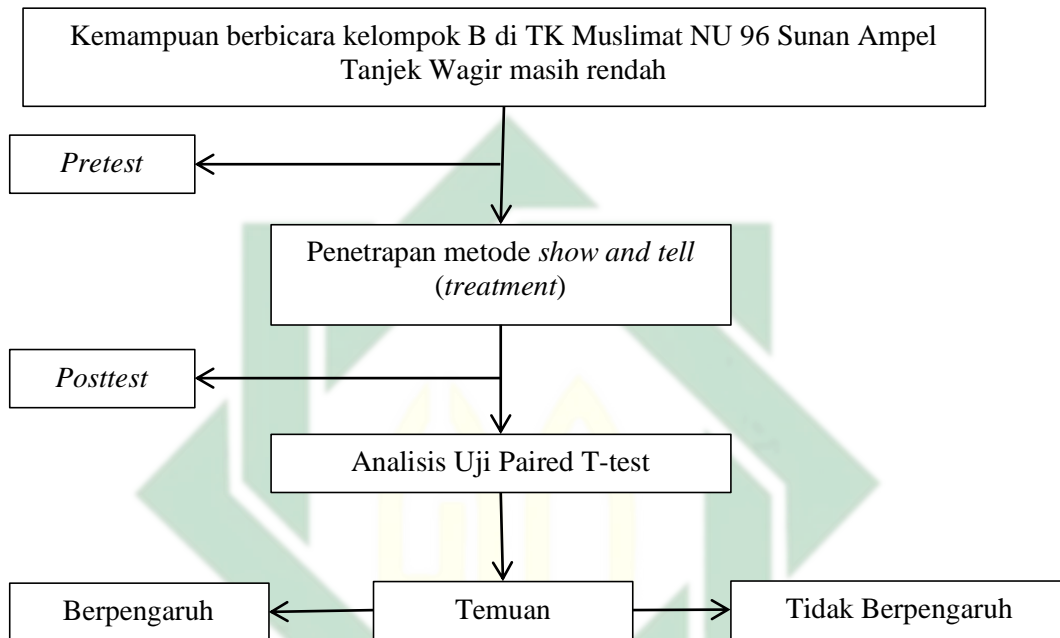 Kemampuan berbicara kelompok B di TK Muslimat NU 96 Sunan Ampel
Tanjek Wagir masih rendah
Pretest
Penetrapan metode show and tell
(treatment)
Posttest
Analisis Uji Paired T-test
Berpengaruh
Temuan
Tidak Berpengaruh